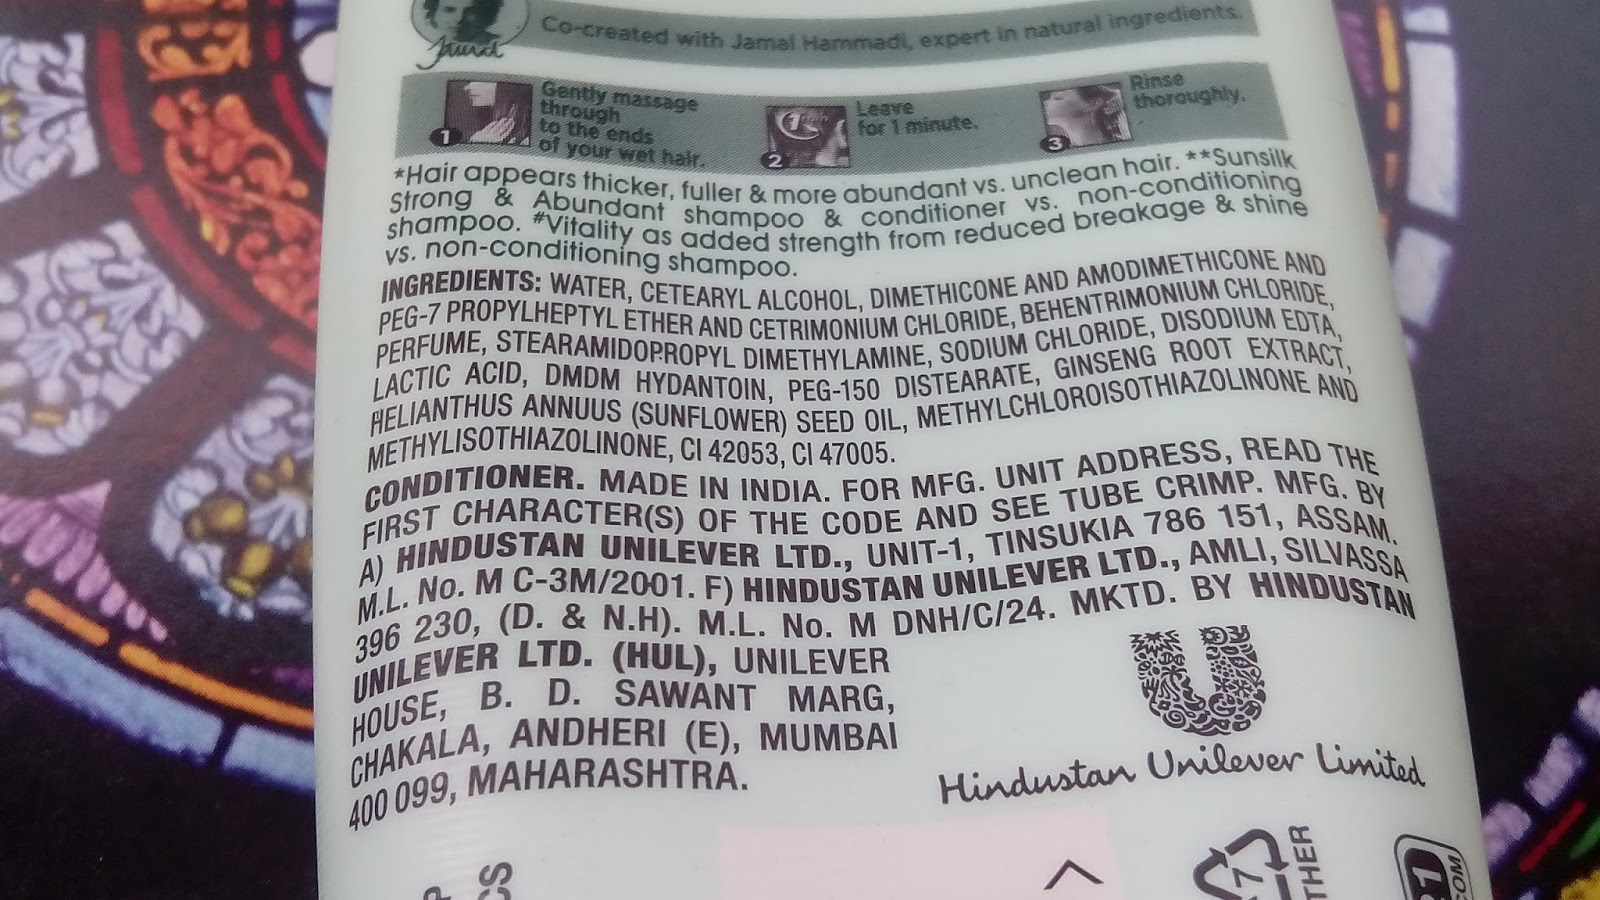 Jamal
Co-created with Jamal Hammadi, expert in natural ingredients.
1
Gently massage
through
to the ends
of your wet hair.
2
Leave
for 1 minute.
3
Rinse
thoroughly.
*Hair appears thicker, fuller & more abundant vs. unclean hair. **Sunsilk
Strong & Abundant shampoo & conditioner vs. non-conditioning
shampoo. #Vitality as added strength from reduced breakage & shine
vs. non-conditioning shampoo.
INGREDIENTS: WATER, CETEARYL ALCOHOL, DIMETHICONE AND AMODIMETHICONE AND
PEG-7 PROPYLHEPTYL ETHER AND CETRIMONIUM CHLORIDE, BEHENTRIMONIUM CHLORIDE,
PERFUME, STEARAMIDOPROPYL DIMETHYLAMINE, SODIUM CHLORIDE, DISODIUM EDTA,
LACTIC ACID, DMDM HYDANTOIN, PEG-150 DISTEARATE, GINSENG ROOT EXTRACT,
HELIANTHUS ANNUUS (SUNFLOWER) SEED OIL, METHYLCHLOROISOTHIAZOLINONE AND
METHYLISOTHIAZOLINONE, CI 42053, CI 47005.
CONDITIONER. MADE IN INDIA. FOR MFG. UNIT ADDRESS, READ THE
FIRST CHARACTER(S) OF THE CODE AND SEE TUBE CRIMP. MFG. BY
A) HINDUSTAN UNILEVER LTD., UNIT-1, TINSUKIA 786 151, ASSAM.
M.L. No. M C-3M/2001. F) HINDUSTAN UNILEVER LTD., AMLI, SILVASSA
396 230, (D. & N.H). M.L. No. M DNH/C/24. MKTD. BY HINDUSTAN
UNILEVER LTD. (HUL), UNILEVER
HOUSE, B. D. SAWANT MARG,
CHAKALA, ANDHERI (E), MUMBAI
400 099, MAHARASHTRA.
Hindustan Unilever Limited
7